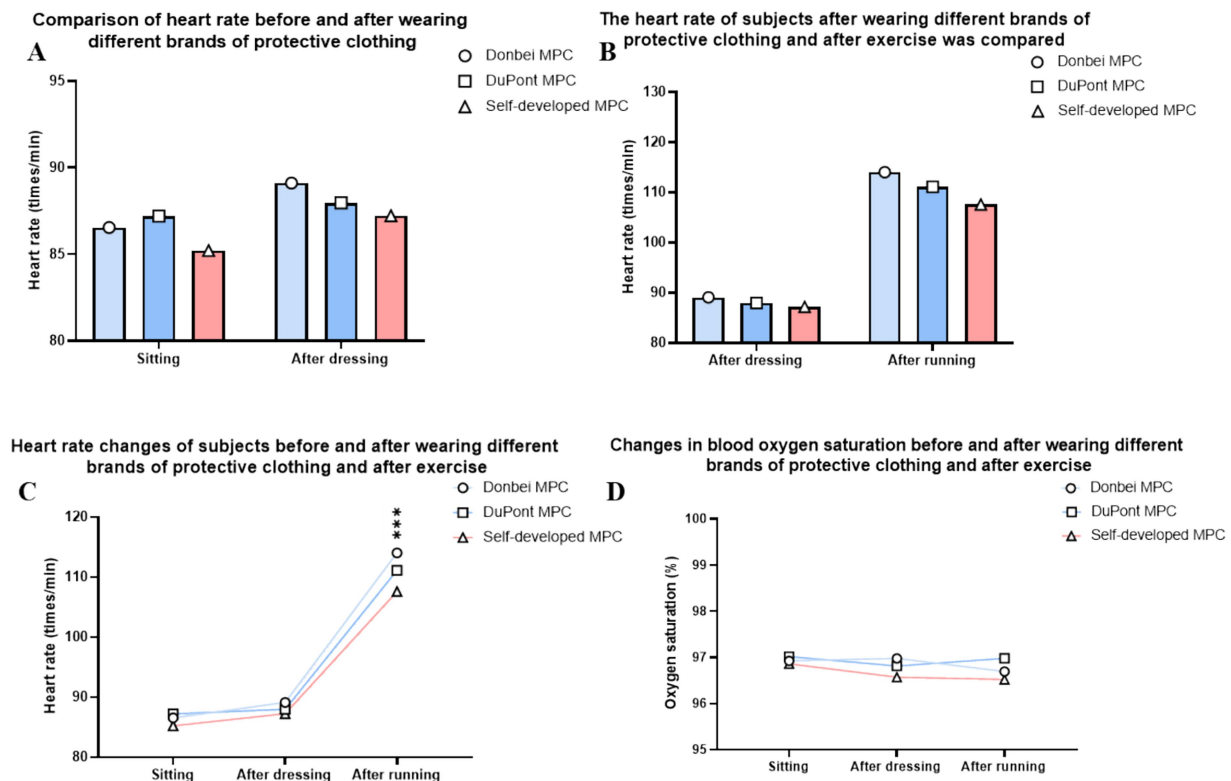 Comparison of heart rate before and after wearing
different brands of protective clothing
A
Donbei MPC
DuPont MPC
Self-developed MPC
95
90
85
80
Heart rate (times/min)
Sitting
After dressing
The heart rate of subjects after wearing different brands of
protective clothing and after exercise was compared
B
Donbei MPC
DuPont MPC
Self-developed MPC
130
120
110
100
90
80
Heart rate (times/min)
After dressing
After running
Heart rate changes of subjects before and after wearing different
brands of protective clothing and after exercise
C
Donbei MPC
DuPont MPC
Self-developed MPC
120
110
100
90
80
Heart rate (times/min)
***
Sitting
After dressing
After running
Changes in blood oxygen saturation before and after wearing different
brands of protective clothing and after exercise
D
Donbei MPC
DuPont MPC
Self-developed MPC
100
99
98
97
96
95
Oxygen saturation (%)
Sitting
After dressing
After running